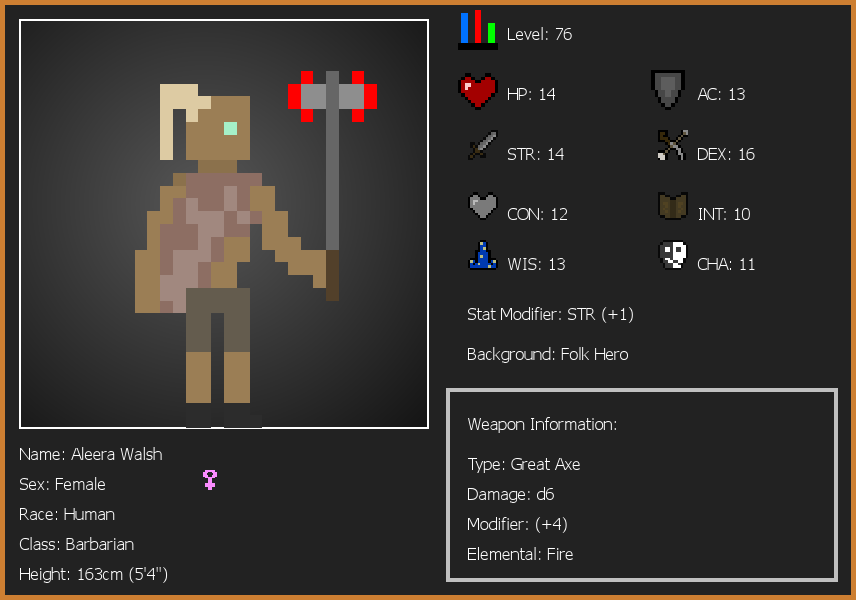 Level: 76
HP: 14
AC: 13
STR: 14
DEX: 16
CON: 12
INT: 10
WIS: 13
CHA: 11
Stat Modifier: STR (+1)
Background: Folk Hero
Weapon Information:
Type: Great Axe
Damage: d6
Modifier: (+4)
Elemental: Fire
Name: Aleera Walsh
Sex: Female
Race: Human
Class: Barbarian
Height: 163cm (5'4")